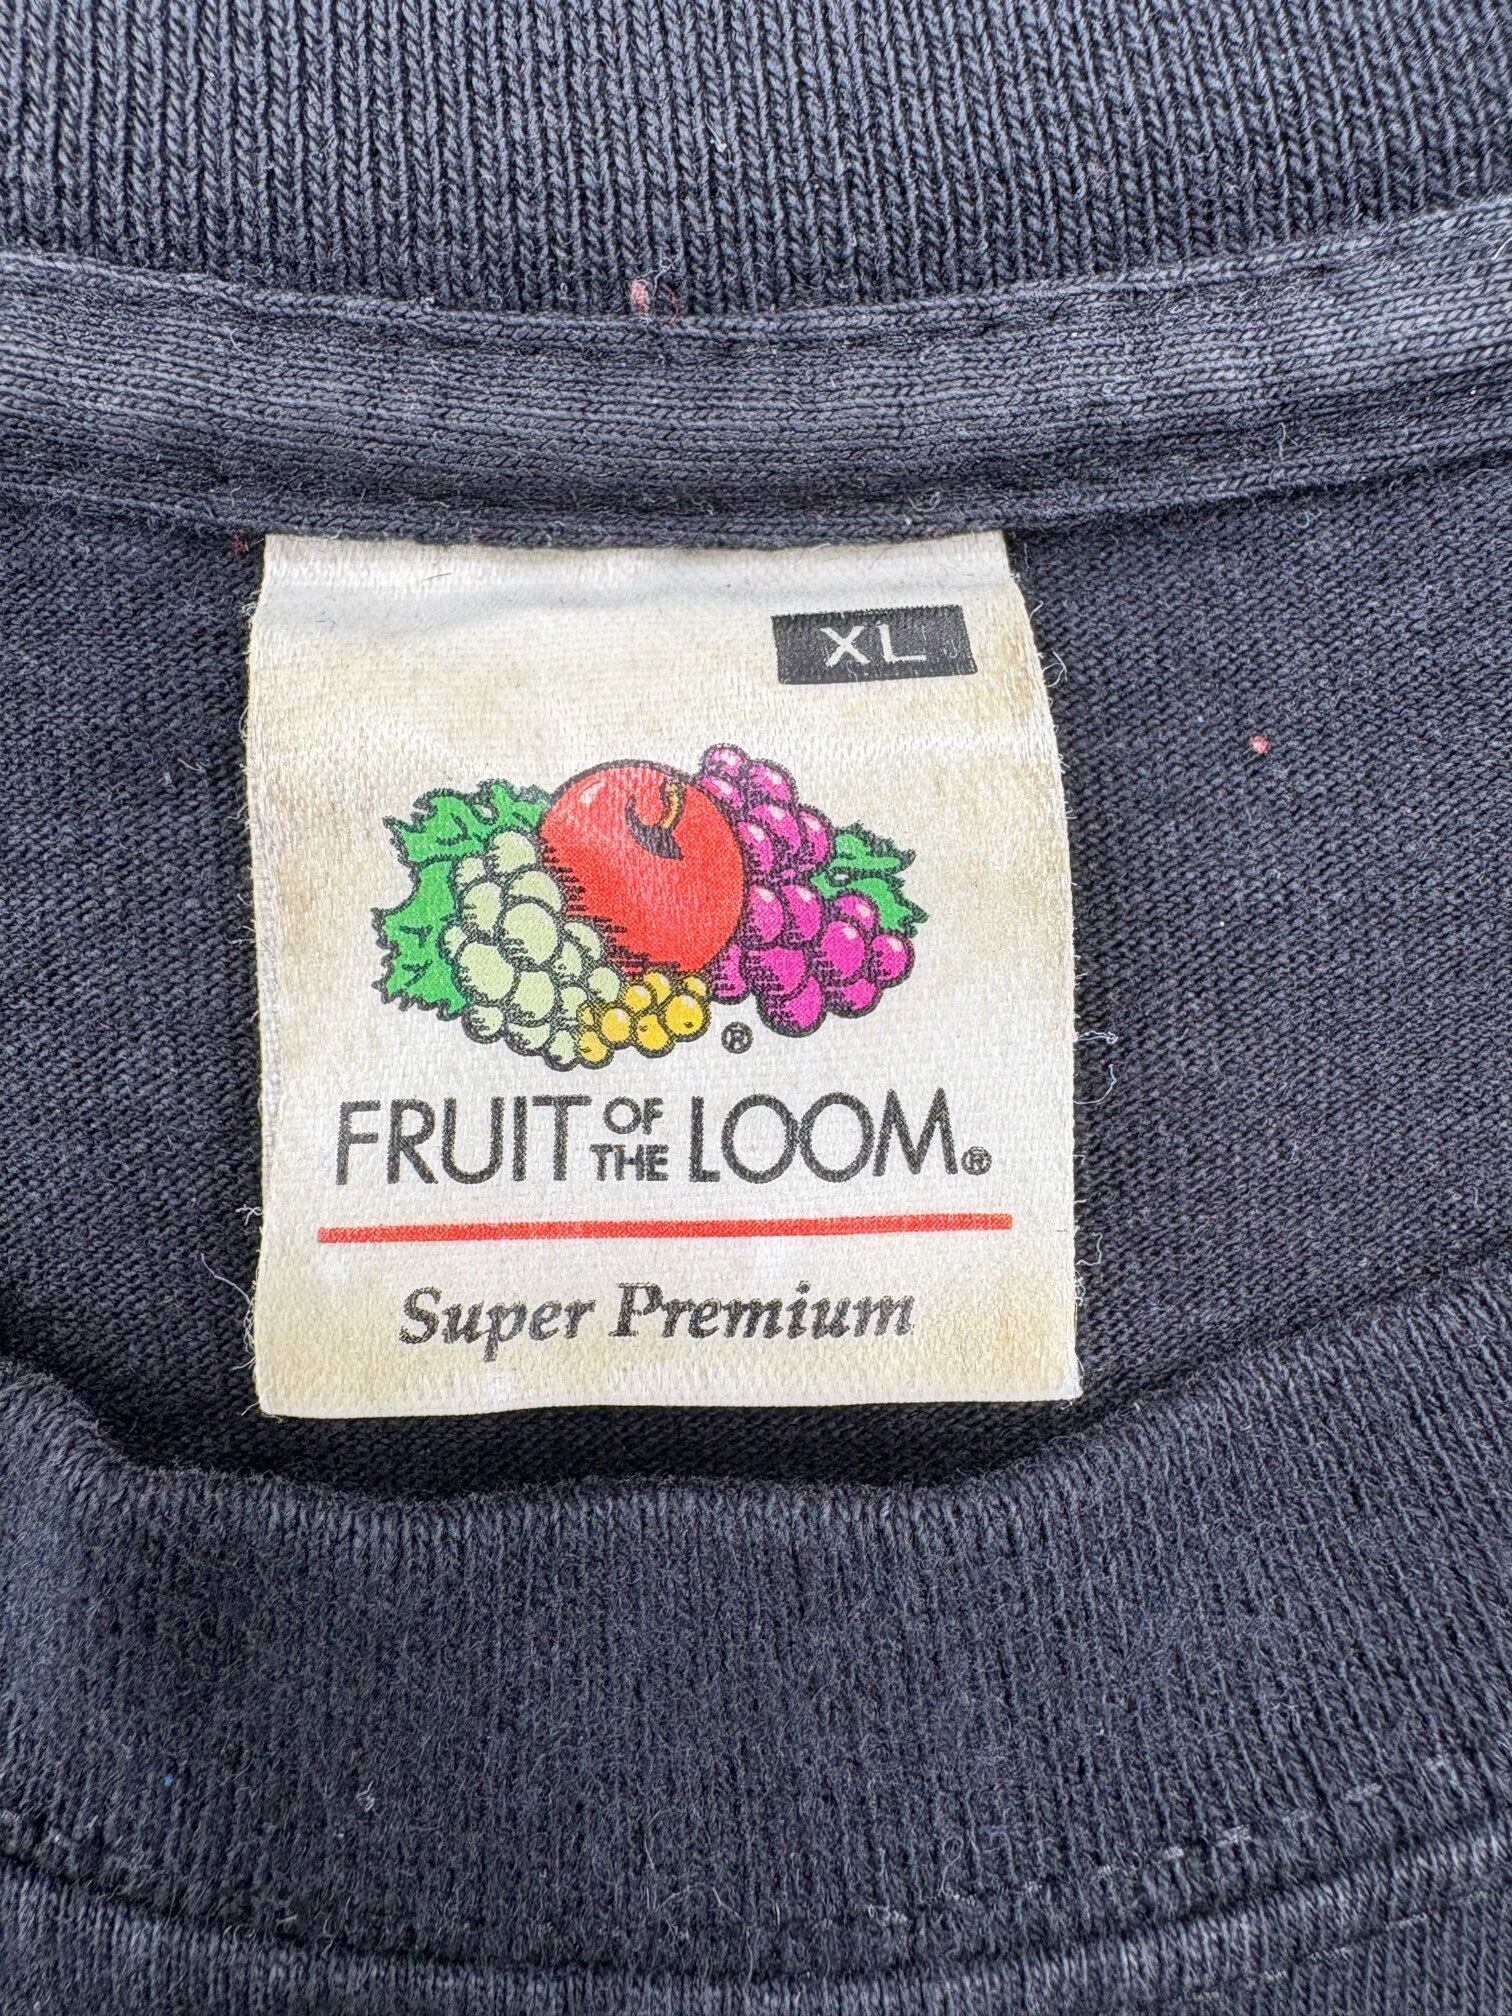 XL
®
FRUIT OF THE LOOM®
Super Premium